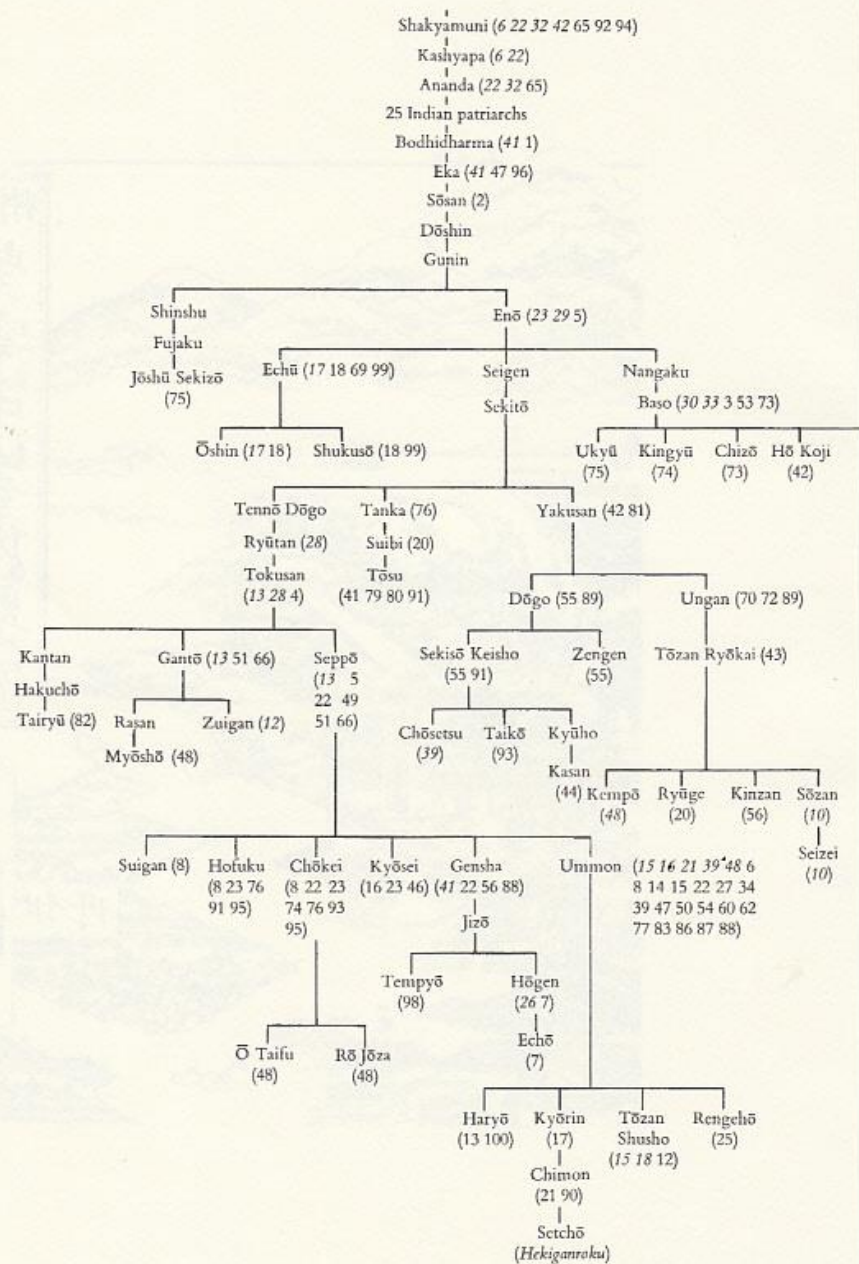 Shakyamuni (6 22 32 42 65 92 94)
Kashyapa (6 22)
Ananda (22 32 65)
25 Indian patriarchs
Bodhidharma (41 1)
Eka (41 47 96)
Sōsan (2)
Dōshin
Gunin
Shinshu Enō (23 29 5)
Fujaku
Jōshū Sekizō
(75)
Echū (17 18 69 99) Seigen Nangaku
Sekitō Baso (30 33 3 53 73)
Ōshin (17 18) Shukusō (18 99) Ukyū Kingyū Chizō Hō Koji
(75) (74) (73) (42)
Tennō Dōgo Tanka (76) Yakusan (42 81)
Ryūtan (28) Suibi (20)
Tokusan Tōsu
(13 28 4) (41 79 80 91)
Dōgo (55 89) Ungan (70 72 89)
Kantan Gantō (13 51 66) Seppō Sekisō Keisho Zengen Tōzan Ryōkai (43)
Hakuchō (13 5 (55 91) (55)
22 49
Tairyū (82) Rasan Zuigan (12) 51 66)
Myōshō (48)
Chōsetsu Taikō Kyūho
(39) (93)
Kasan
(44) Kempō Ryūge Kinzan Sōzan
(48) (20) (56) (10)
Seizei
(10)
Suigan (8) Hofuku Chōkei Kyōsei Gensha Ummon (15 16 21 39 48 6
(8 23 76 (8 22 23 (16 23 46) (41 22 56 88) 8 14 15 22 27 34
91 95) 74 76 93 39 47 50 54 60 62
95) Jizō 77 83 86 87 88)
Tempyō Hōgen
(98) (26 7)
Echō
(7)
Ō Taifu Rō Jōza
(48) (48)
Haryō Kyōrin Tōzan Rengehō
(13 100) (17) Shusho (25)
(15 18 12)
Chimon
(21 90)
Setchō
(Hekiganroku)